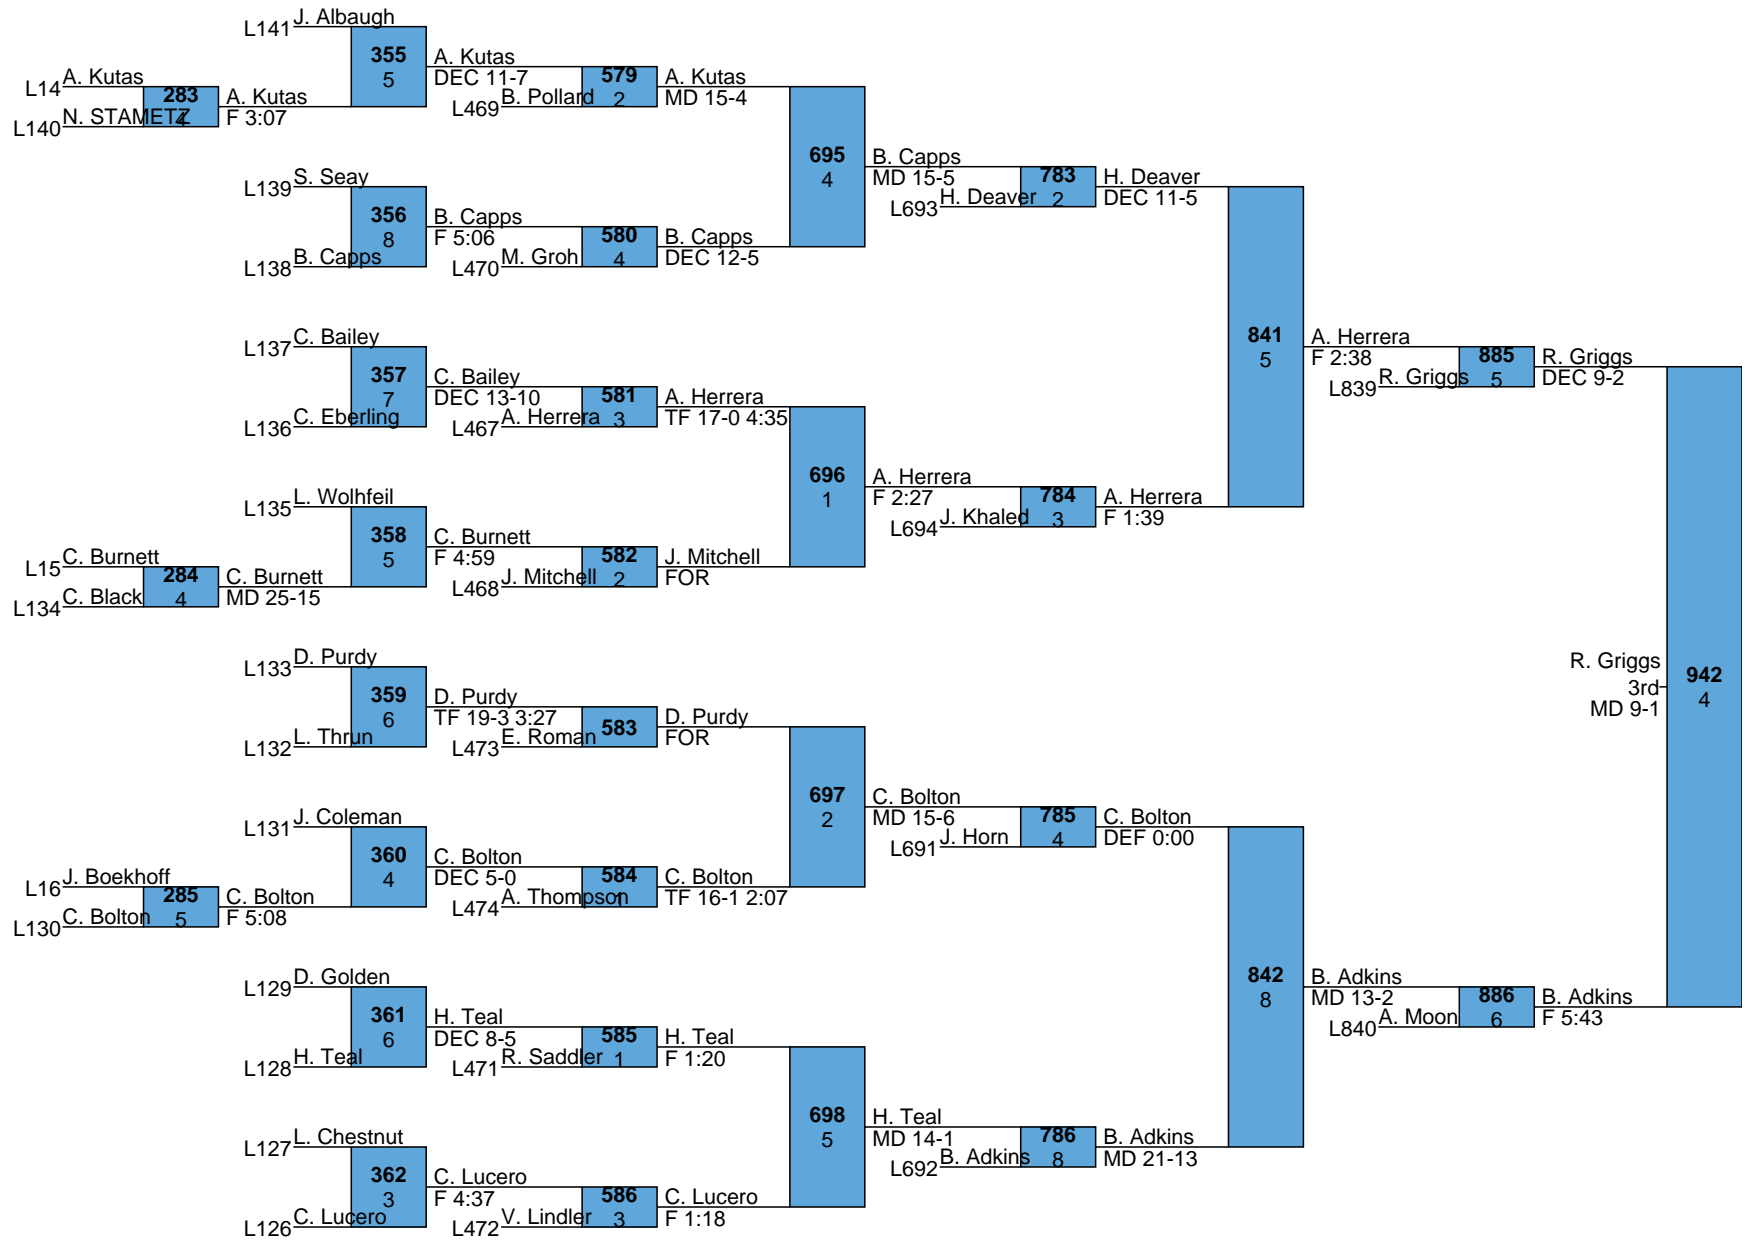 J. Albaugh
L141
355
5
A. Kutas
L14
283
4
N. STAMETZ
L140
A. Kutas
F 3:07
A. Kutas
DEC 11-7
579
2
B. Pollard
L469
A. Kutas
MD 15-4
S. Seay
L139
356
8
B. Capps
L138
B. Capps
F 5:06
580
4
M. Groh
L470
B. Capps
DEC 12-5
695
4
B. Capps
MD 15-5
783
2
H. Deaver
L693
H. Deaver
DEC 11-5
C. Bailey
L137
357
7
C. Eberling
L136
C. Bailey
DEC 13-10
581
3
A. Herrera
L467
A. Herrera
TF 17-0 4:35
L. Wolhfeil
L135
358
5
C. Burnett
L15
284
4
C. Black
L134
C. Burnett
MD 25-15
C. Burnett
F 4:59
582
2
J. Mitchell
L468
J. Mitchell
FOR
696
1
A. Herrera
F 2:27
784
3
J. Khaled
L694
A. Herrera
F 1:39
841
5
A. Herrera
F 2:38
885
5
R. Griggs
L839
R. Griggs
DEC 9-2
D. Purdy
L133
359
6
L. Thrun
L132
D. Purdy
TF 19-3 3:27
583
E. Roman
L473
D. Purdy
FOR
J. Coleman
L131
360
4
J. Boekhoff
L16
285
5
C. Bolton
L130
C. Bolton
F 5:08
C. Bolton
DEC 5-0
584
1
A. Thompson
L474
C. Bolton
TF 16-1 2:07
697
2
C. Bolton
MD 15-6
785
4
J. Horn
L691
C. Bolton
DEF 0:00
D. Golden
L129
361
6
H. Teal
L128
H. Teal
DEC 8-5
585
1
R. Saddler
L471
H. Teal
F 1:20
L. Chestnut
L127
362
3
C. Lucero
L126
C. Lucero
F 4:37
586
3
V. Lindler
L472
C. Lucero
F 1:18
698
5
H. Teal
MD 14-1
786
8
B. Adkins
L692
B. Adkins
MD 21-13
842
8
B. Adkins
MD 13-2
886
6
A. Moon
L840
B. Adkins
F 5:43
R. Griggs
3rd
MD 9-1
942
4